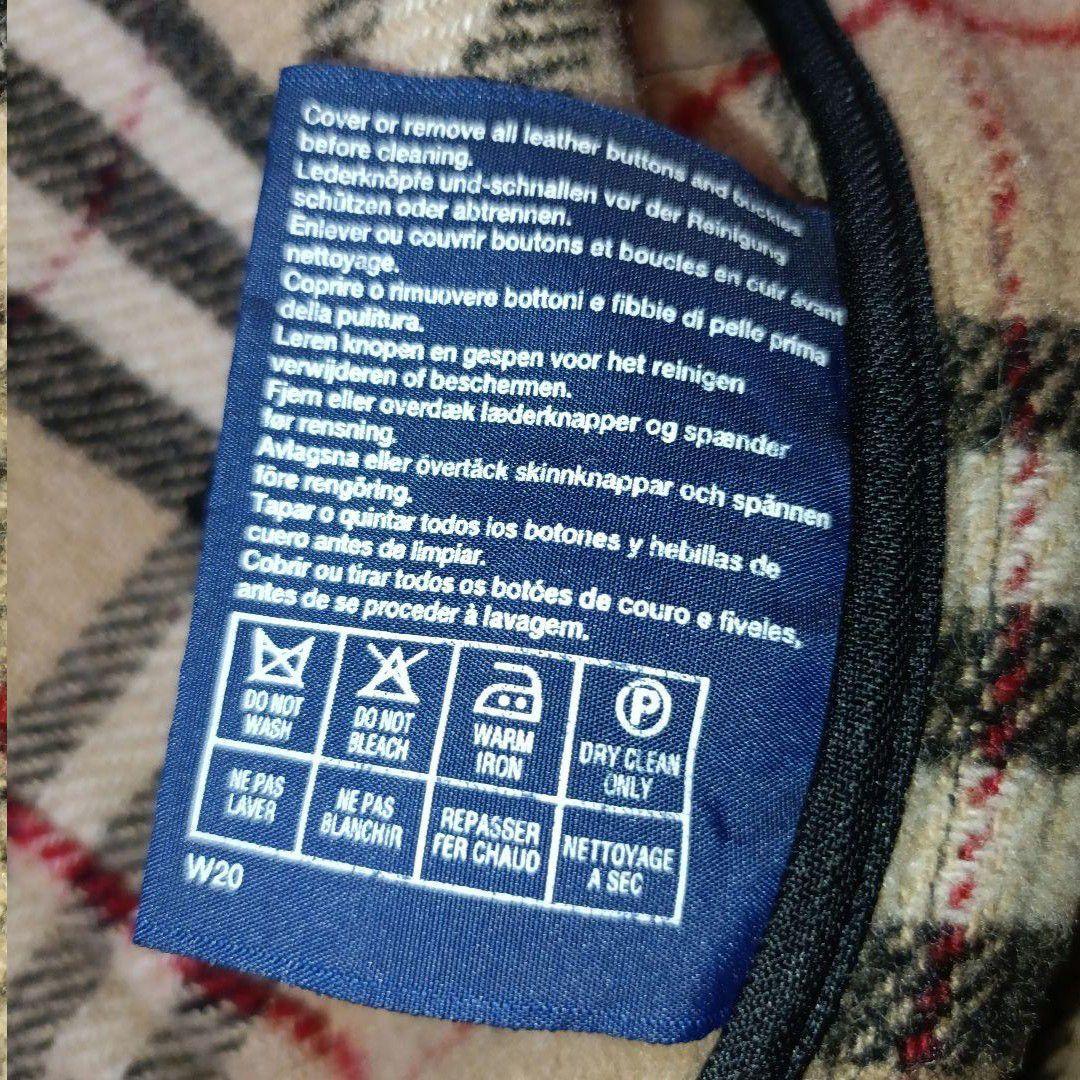 Cover or remove all leather buttons and buckles
before cleaning.
Lederknöpfe und-schnallen vor der Reinigung
schützen oder abtrennen.
Enlever ou couvrir boutons et boucles en cuir avant
nettoyage.
Coprire o rimuovere bottoni e fibbie di pelle prima
della pulitura.
Leren knopen en gespen voor het reinigen
verwijderen of beschermen.
Fjern eller overdæk læderknapper og spænder
før rensning.
Avlagsna eller övertäck skinnknappar och spännen
före rengöring.
Tapar o quintar todos los botones y hebillas de
cuero antes de limpiar.
Cobrir ou tirar todos os botões de couro e fiveles,
antes de se proceder à lavagem.
DO NOT
WASH
DO NOT
BLEACH
WARM
IRON
P
DRY CLEAN
ONLY
NE PAS
LAVER
NE PAS
BLANCHIR
REPASSER
FER CHAUD
NETTOYAGE
A SEC
W20